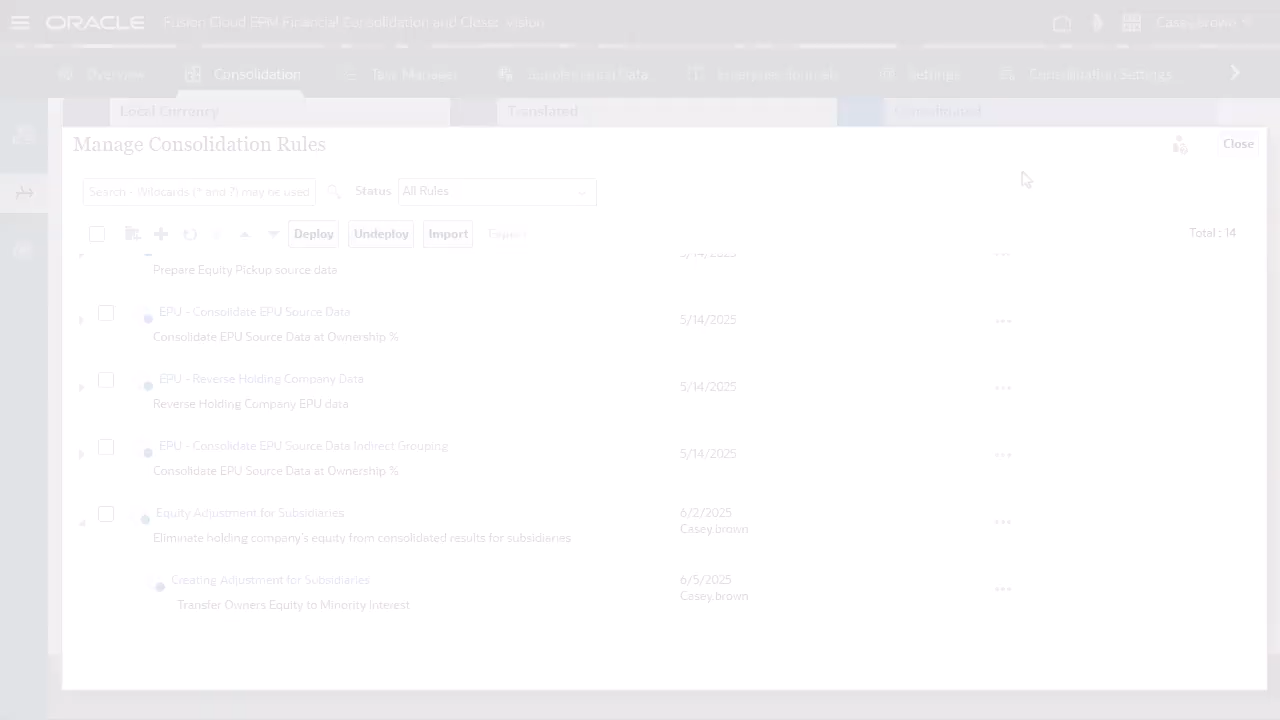 ORACLE Fusion Cloud EPM Financial Consolidation and Close: Vision Casey.brown
Overview Consolidation Task Manager Supplemental Data Enterprise Journals Settings Consolidation Settings
Local Currency Translated Consolidated
Manage Consolidation Rules Close
Search - Wildcards (* and ?) may be used Status All Rules
Deploy Undeploy Import Export Total : 14
5/14/2025
Prepare Equity Pickup source data
EPU - Consolidate EPU Source Data 5/14/2025
Consolidate EPU Source Data at Ownership %
EPU - Reverse Holding Company Data 5/14/2025
Reverse Holding Company EPU data
EPU - Consolidate EPU Source Data Indirect Grouping 5/14/2025
Consolidate EPU Source Data at Ownership %
Equity Adjustment for Subsidiaries 6/2/2025
Casey.brown
Eliminate holding company's equity from consolidated results for subsidiaries
Creating Adjustment for Subsidiaries 6/5/2025
Casey.brown
Transfer Owners Equity to Minority Interest